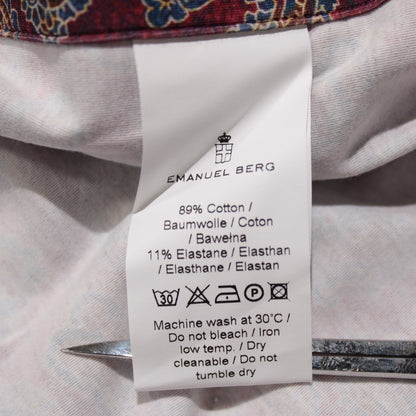 EMANUEL BERG
89% Cotton /
Baumwolle / Coton
/ Bawełna
11% Elastane / Elasthan
/ Elasthane / Elastan
30 P
Machine wash at 30°C /
Do not bleach / Iron
low temp. / Dry
cleanable / Do not
tumble dry